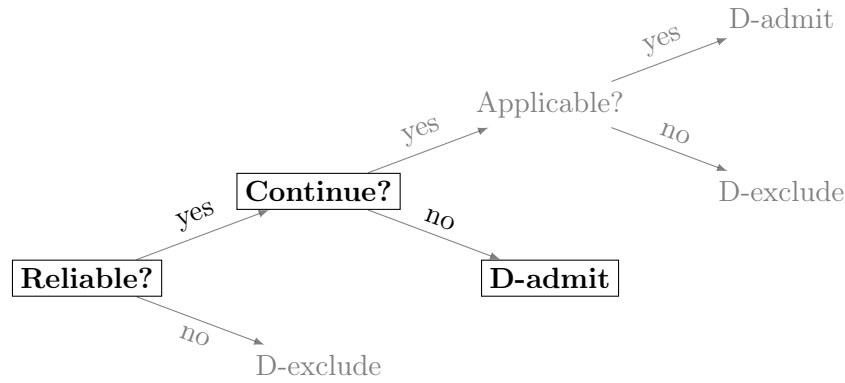 D-admit
yes
Applicable?
yes
no
Continue?
D-exclude
yes
no
Reliable?
D-admit
no
D-exclude